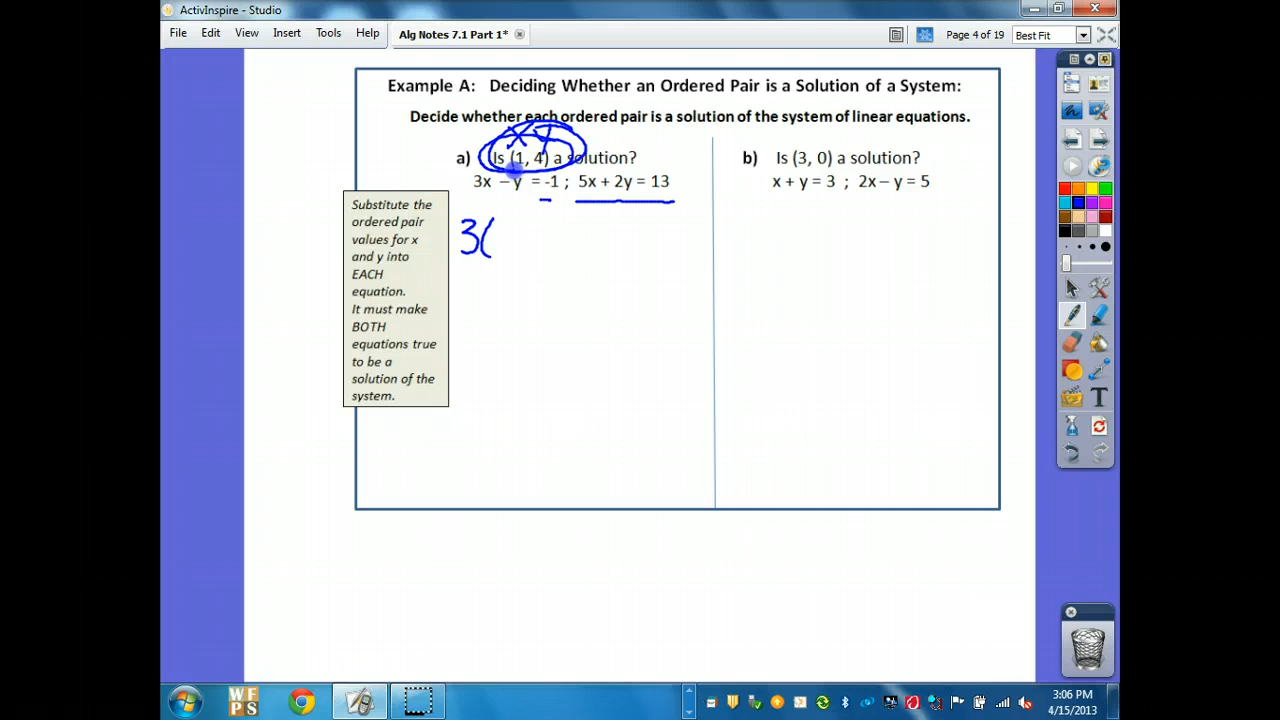 ActivInspire - Studio
File Edit View Insert Tools Help Alg Notes 7.1 Part 1* Page 4 of 19 Best Fit
Example A: Deciding Whether an Ordered Pair is a Solution of a System:
Decide whether each ordered pair is a solution of the system of linear equations.
x y
a) Is (1, 4) a solution?
3x – y = -1 ; 5x + 2y = 13
3(
b) Is (3, 0) a solution?
x + y = 3 ; 2x – y = 5
Substitute the
ordered pair
values for x
and y into
EACH
equation.
It must make
BOTH
equations true
to be a
solution of the
system.
T
WF
PS
3:06 PM
4/15/2013